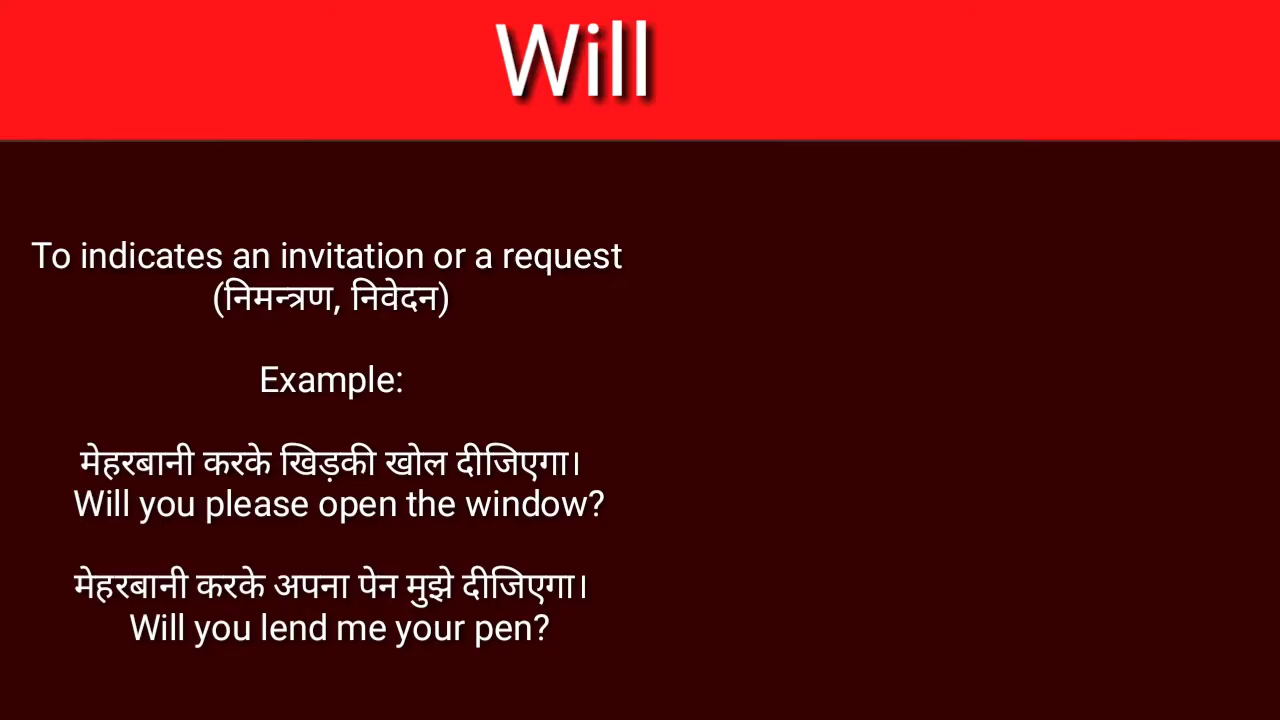 Will
To indicates an invitation or a request
(निमन्त्रण, निवेदन)
Example:
मेहरबानी करके खिड़की खोल दीजिएगा।
Will you please open the window?
मेहरबानी करके अपना पेन मुझे दीजिएगा।
Will you lend me your pen?